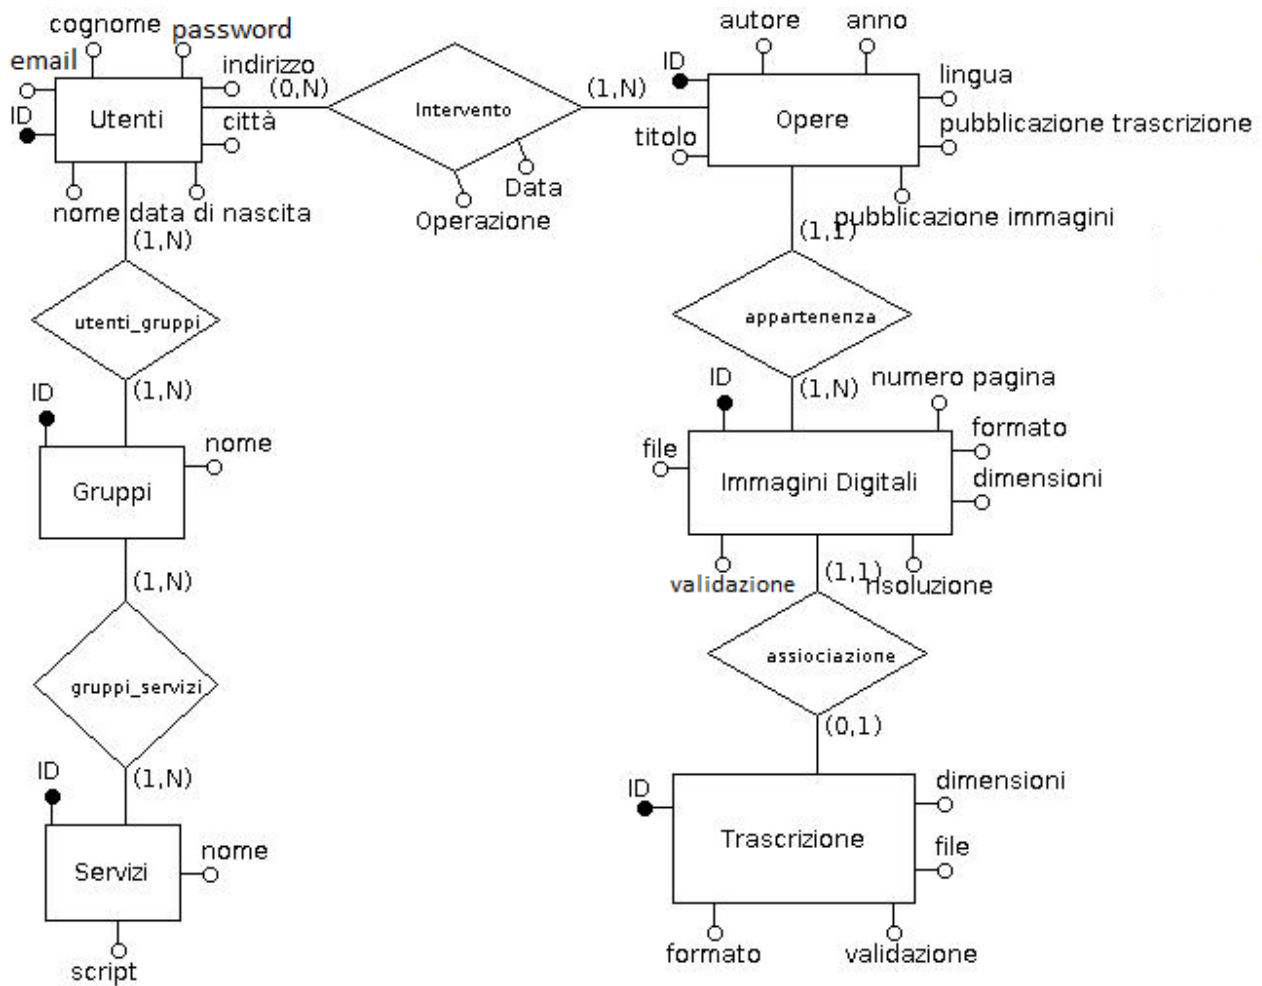 cognome
password
email
indirizzo
ID
Utenti
città
nome
data di nascita
(0,N)
Intervento
(1,N)
Data
Operazione
autore
anno
ID
lingua
Opere
pubblicazione trascrizione
titolo
pubblicazione immagini
(1,N)
utenti_gruppi
(1,N)
(1,1)
appartenenza
(1,N)
ID
nome
Gruppi
ID
numero pagina
file
formato
Immagini Digitali
dimensioni
validazione
risoluzione
(1,N)
gruppi_servizi
(1,N)
(1,1)
assiociazione
(0,1)
ID
nome
Servizi
script
ID
dimensioni
Trascrizione
file
formato
validazione